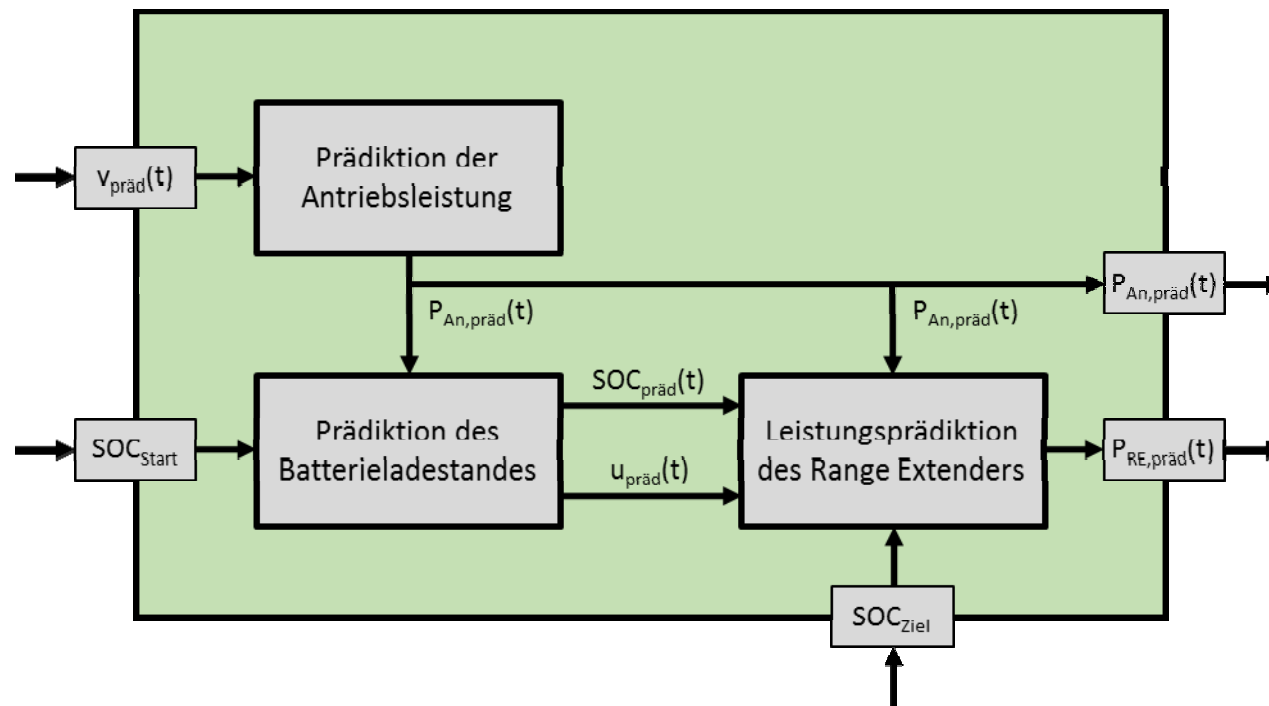 Prädiktion der
Antriebsleistung
v_präd(t)
P_An,präd(t)
P_An,präd(t)
P_An,präd(t)
SOC_präd(t)
SOC_Start
Prädiktion des
Batterieladestandes
u_präd(t)
Leistungsprädiktion
des Range Extenders
P_RE,präd(t)
SOC_Ziel